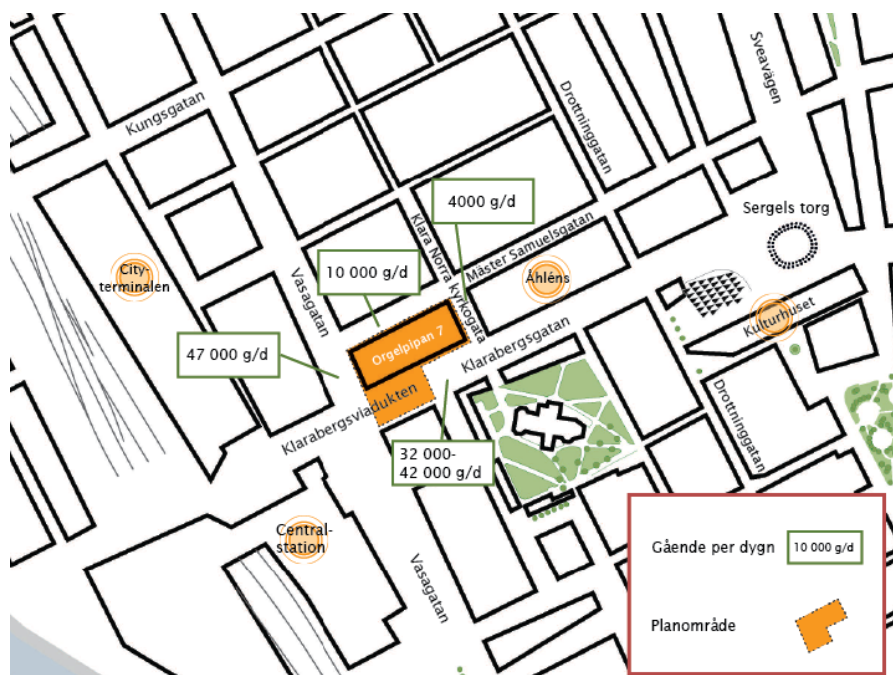 Kungsgatan
Drottninggatan
Sveavägen
4000 g/d
Sergels torg
Klara Norra kyrkogata
Mäster Samuelsgatan
City-
terminalen
Vasagatan
10 000 g/d
Åhléns
Kulturhuset
Orgelpipan 7
47 000 g/d
Klarabergsgatan
Klarabergsviadukten
Drottninggatan
32 000-
42 000 g/d
Central-
station
Vasagatan
Gående per dygn
10 000 g/d
Planområde